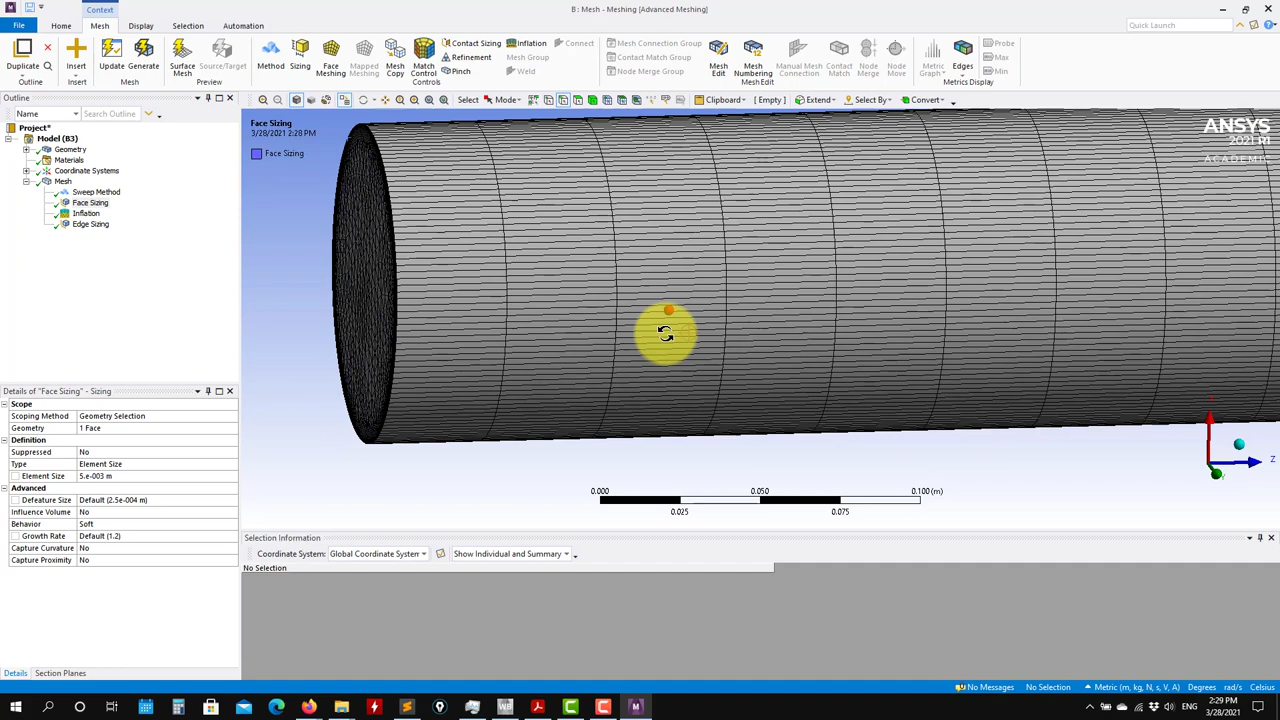 Context
B : Mesh - Meshing [Advanced Meshing]
File
Home
Mesh
Display
Selection
Automation
Quick Launch
Duplicate
Outline
Insert
Insert
Update
Generate
Mesh
Surface Mesh
Source/Target
Preview
Method
Sizing
Face Meshing
Mapped Meshing
Mesh Copy
Match Control
Contact Sizing
Refinement
Pinch
Inflation
Mesh Group
Weld
Connect
Controls
Mesh Connection Group
Contact Match Group
Node Merge Group
Mesh Edit
Mesh Numbering
Manual Mesh Connection
Contact Match
Node Merge
Node Move
Mesh Edit
Metric Graph
Edges
Probe
Max
Min
Metrics Display
Outline
Name
Search Outline
Select
Mode
Clipboard
[ Empty ]
Extend
Select By
Convert
Project*
Model (B3)
Geometry
Materials
Coordinate Systems
Mesh
Sweep Method
Face Sizing
Inflation
Edge Sizing
Face Sizing
3/28/2021 2:28 PM
Face Sizing
ANSYS
2021 R1
ACADEMIC
Details of "Face Sizing" - Sizing
Scope
Scoping Method Geometry Selection
Geometry 1 Face
Definition
Suppressed No
Type Element Size
Element Size 5.e-003 m
Advanced
Defeature Size Default (2.5e-004 m)
Influence Volume No
Behavior Soft
Growth Rate Default (1.2)
Capture Curvature No
Capture Proximity No
Z
Y
0.000 0.050 0.100 (m)
0.025 0.075
Selection Information
Coordinate System: Global Coordinate System
Show Individual and Summary
No Selection
Details
Section Planes
No Messages
No Selection
Metric (m, kg, N, s, V, A)
Degrees
rad/s
Celsius
2:29 PM
3/28/2021